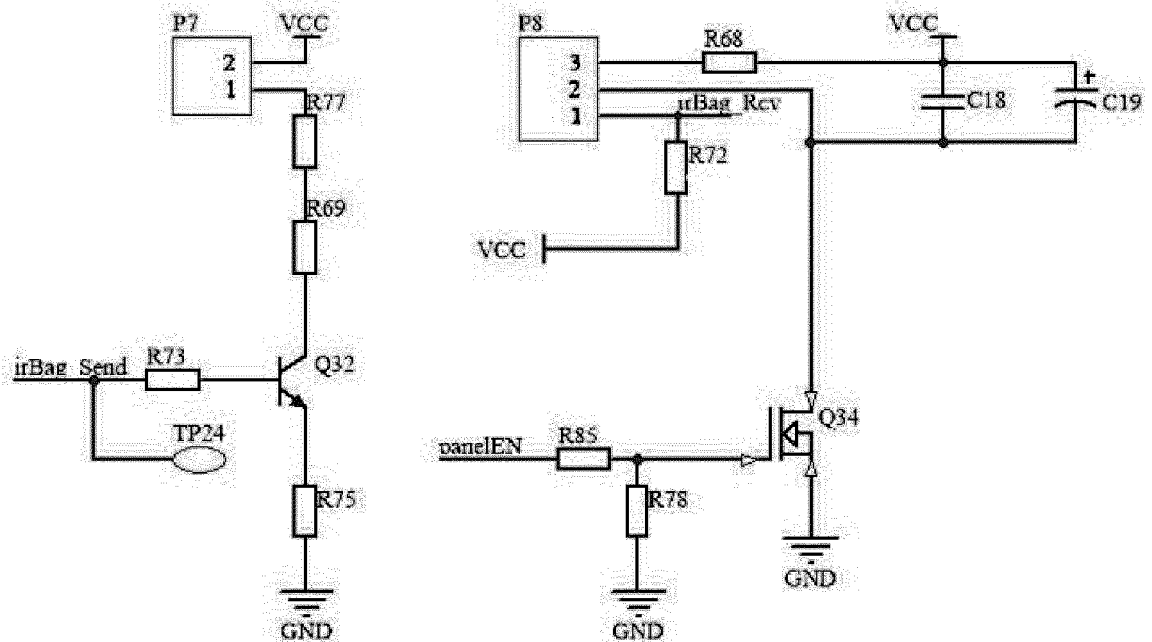 P7
VCC
2
1
R77
R69
irBag_Send
R73
Q32
TP24
R75
GND
P8
3
2
1
R68
VCC
C18
+
C19
irBag_Rcv
R72
VCC
panelEN
R85
R78
Q34
GND
GND